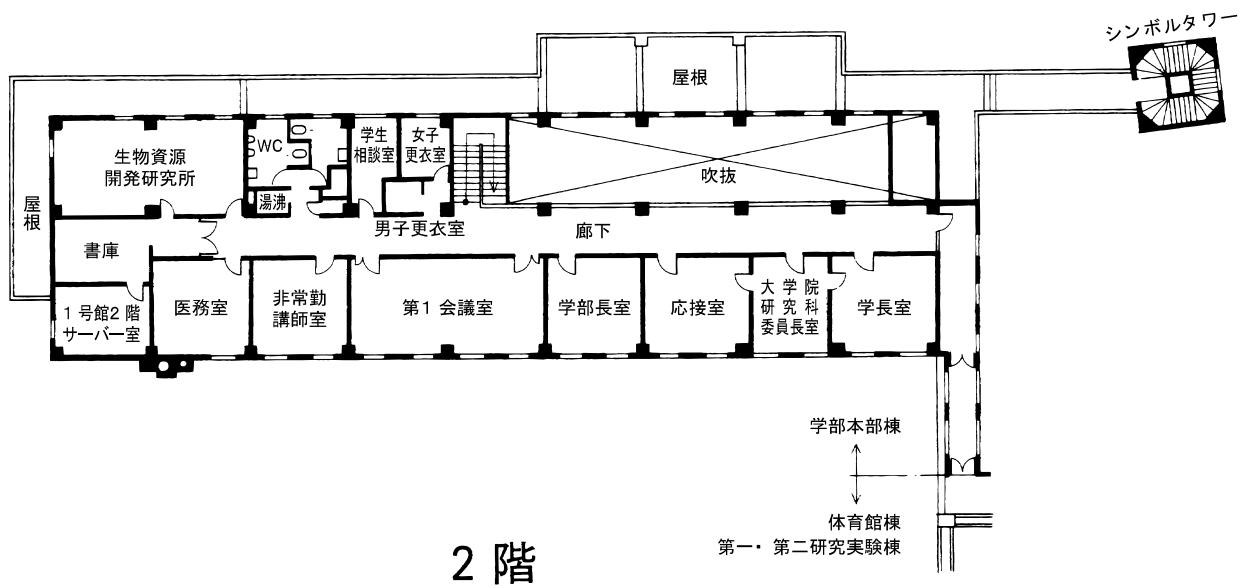 シンボルタワー
屋根
WC
学生
相談室
女子
更衣室
生物資源
開発研究所
吹抜
湯沸
屋根
男子更衣室
廊下
書庫
1号館2階
サーバー室
医務室
非常勤
講師室
第1会議室
学部長室
応接室
大学院
研究科
委員長室
学長室
学部本部棟
体育館棟
第一・第二研究実験棟
2階